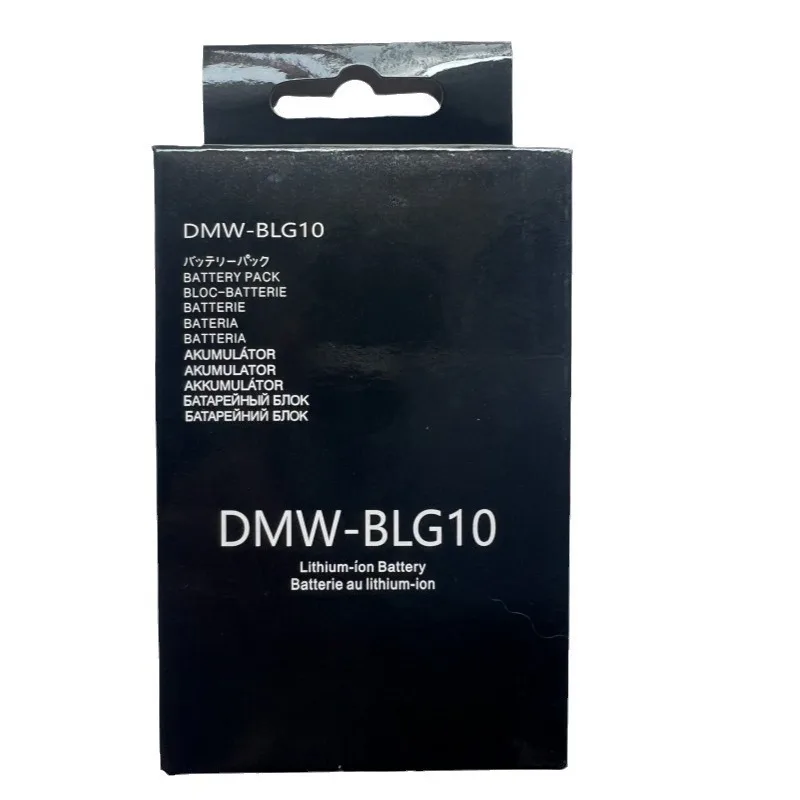 DMW-BLG10
バッテリーパック
BATTERY PACK
BLOC-BATTERIE
BATTERIE
BATERIA
BATTERIA
AKUMULÁTOR
AKUMULATOR
AKKUMULÁTOR
БАТАРЕЙНЫЙ БЛОК
БАТАРЕЙНИЙ БЛОК
DMW-BLG10
Lithium-íon Battery
Batterie au lithium-ion